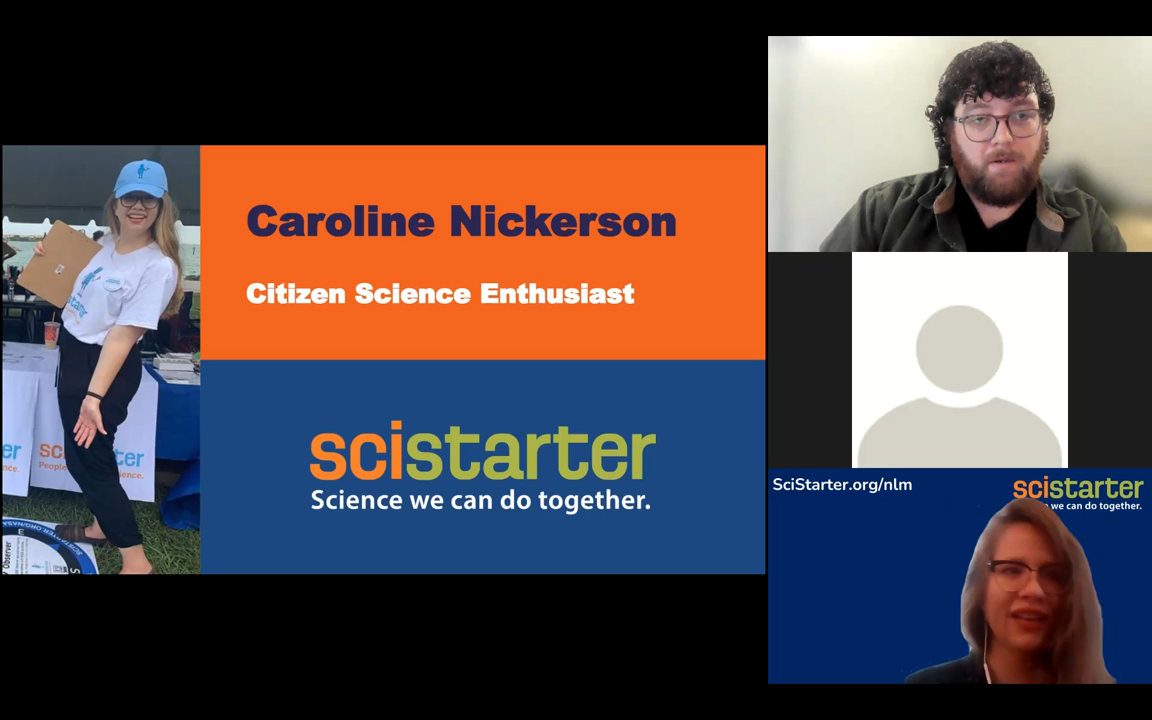 Caroline Nickerson
Citizen Science Enthusiast
scistarter
Science we can do together.
SciStarter.org/nlm
scistarter
we can do together.